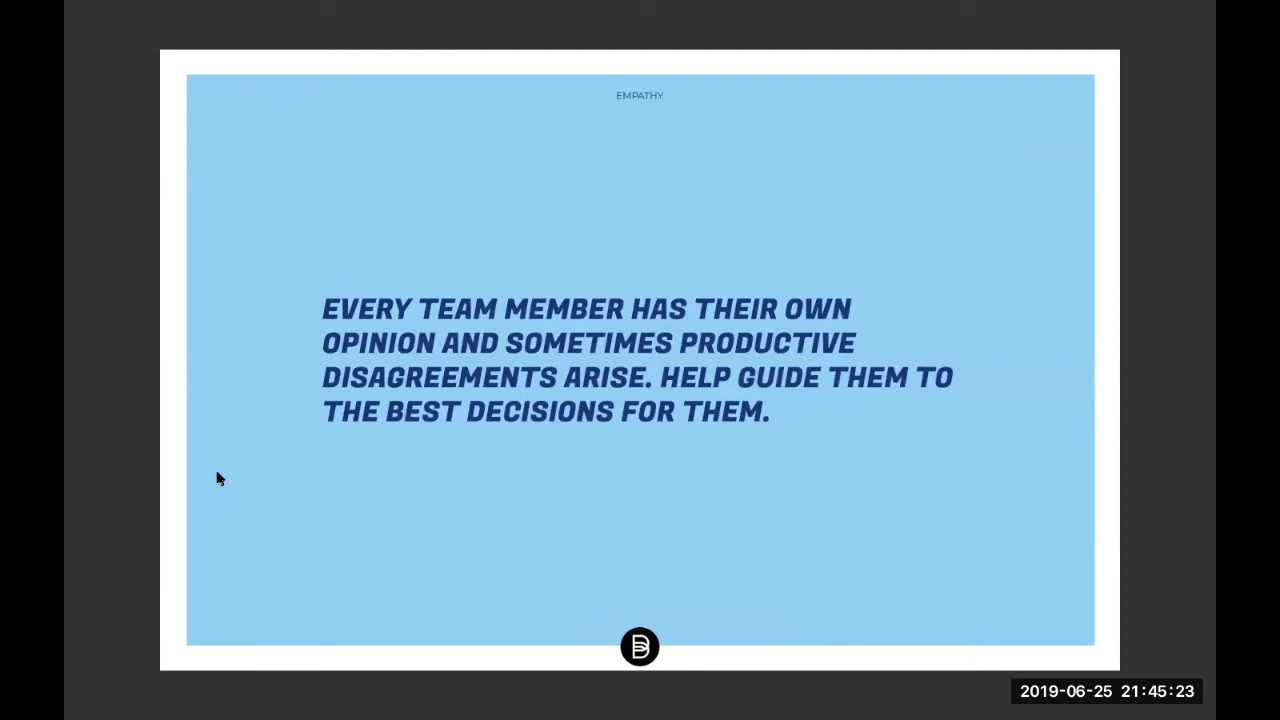 EMPATHY
EVERY TEAM MEMBER HAS THEIR OWN
OPINION AND SOMETIMES PRODUCTIVE
DISAGREEMENTS ARISE. HELP GUIDE THEM TO
THE BEST DECISIONS FOR THEM.
B
2019-06-25 21:45:23